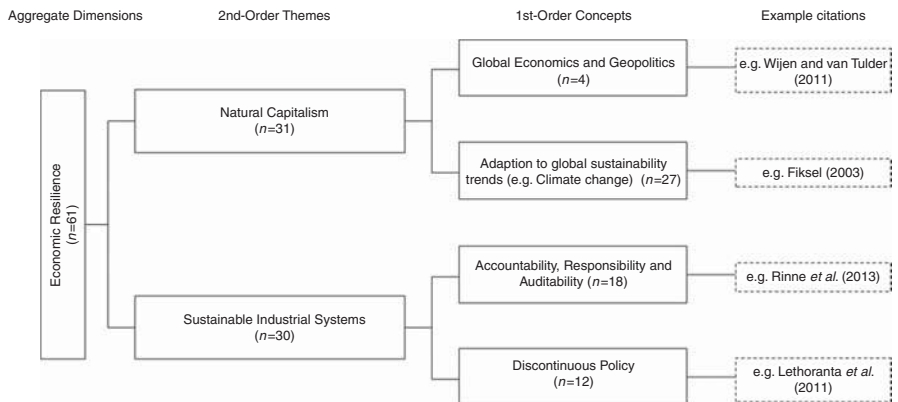 Aggregate Dimensions
2nd-Order Themes
1st-Order Concepts
Example citations
Economic Resilience
(n=61)
Natural Capitalism
(n=31)
Global Economics and Geopolitics
(n=4)
e.g. Wijen and van Tulder
(2011)
Adaption to global sustainability
trends (e.g. Climate change) (n=27)
e.g. Fiksel (2003)
Sustainable Industrial Systems
(n=30)
Accountability, Responsibility and
Auditability (n=18)
e.g. Rinne et al. (2013)
Discontinuous Policy
(n=12)
e.g. Lethoranta et al.
(2011)